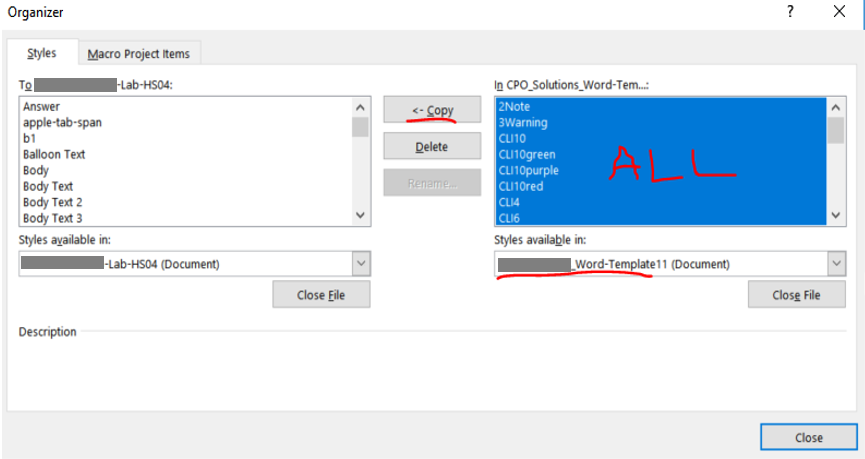 Organizer
? X
Styles
Macro Project Items
To -Lab-HS04:
Answer
apple-tab-span
b1
Balloon Text
Body
Body Text
Body Text 2
Body Text 3
Styles available in:
-Lab-HS04 (Document)
Close File
<- Copy
Delete
Rename...
In CPO_Solutions_Word-Tem...:
2Note
3Warning
CLI10
CLI10green
CLI10purple
CLI10red
CLI4
CLI6
ALL
Styles available in:
_Word-Template11 (Document)
Close File
Description
Close